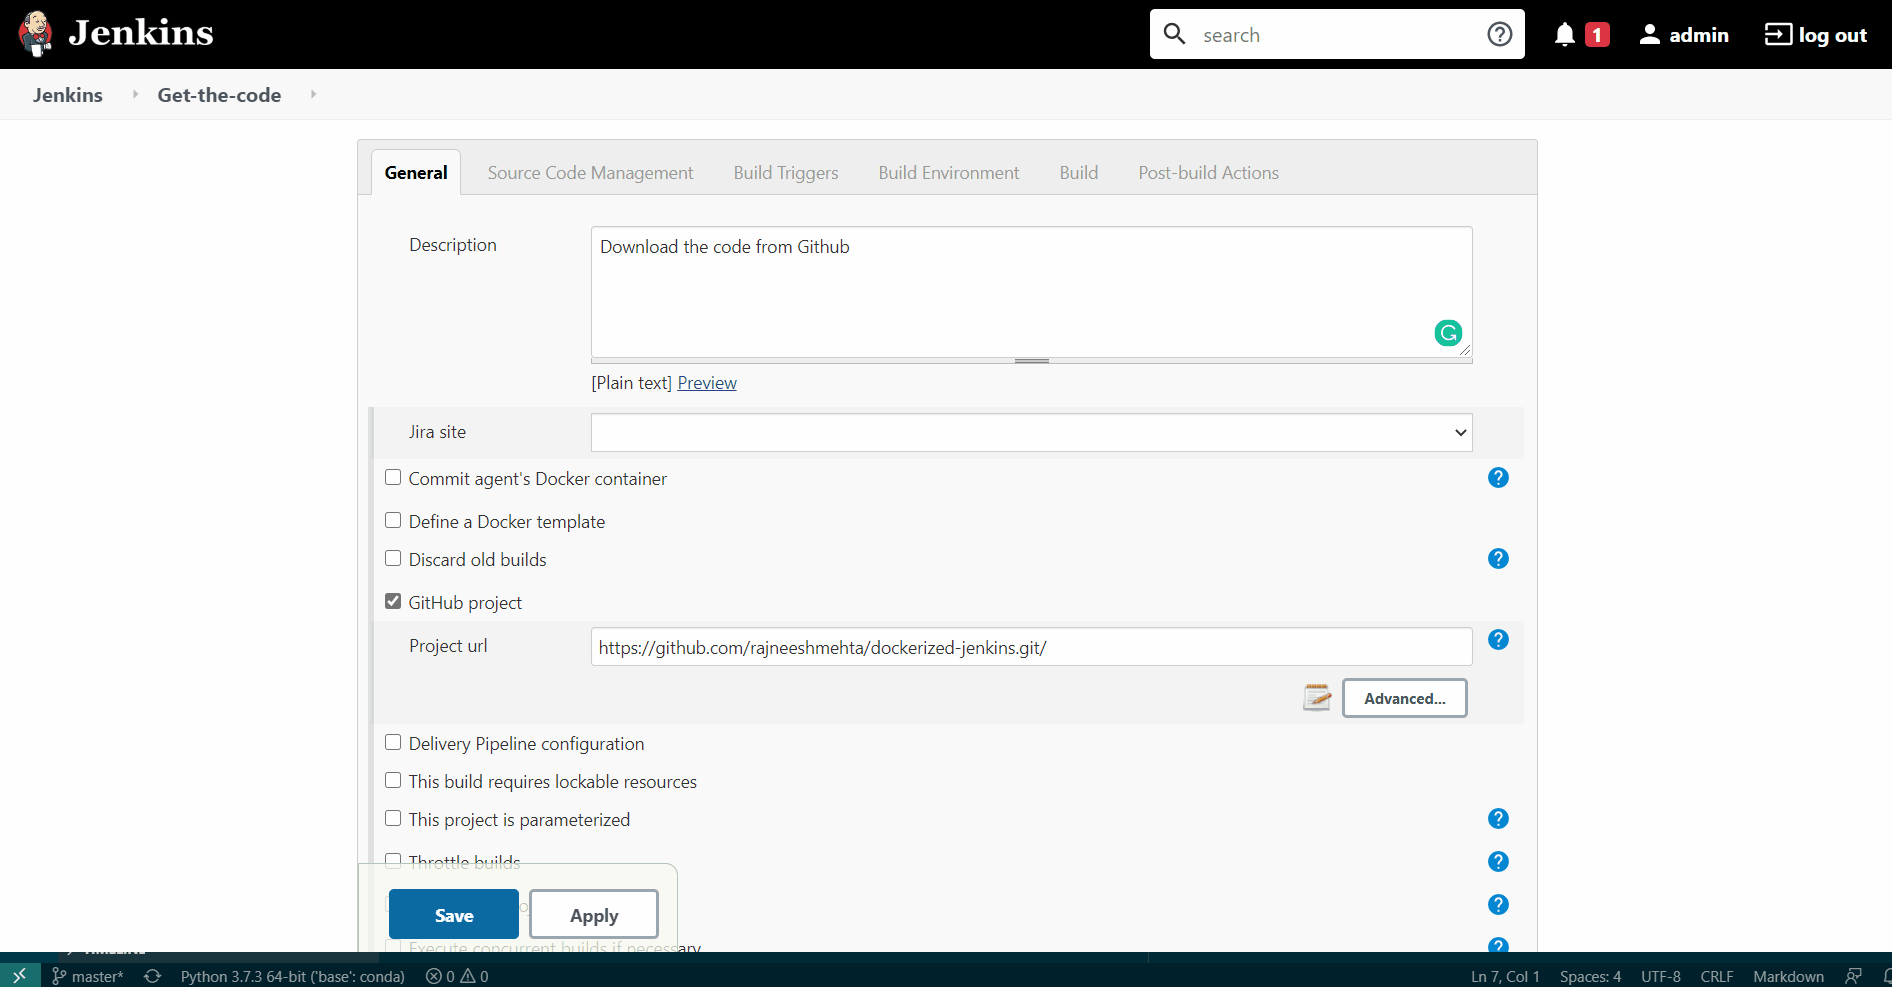 Jenkins
search
1
admin
log out
Jenkins
Get-the-code
General
Source Code Management
Build Triggers
Build Environment
Build
Post-build Actions
Description
Download the code from Github
[Plain text] Preview
Jira site
Commit agent's Docker container
Define a Docker template
Discard old builds
GitHub project
Project url
https://github.com/rajneeshmehta/dockerized-jenkins.git/
Advanced...
Delivery Pipeline configuration
This build requires lockable resources
This project is parameterized
Throttle builds
Save
Apply
Execute concurrent builds if necessary
TIMELINE
master*
Python 3.7.3 64-bit ('base': conda)
0
0
Ln 7, Col 1
Spaces: 4
UTF-8
CRLF
Markdown